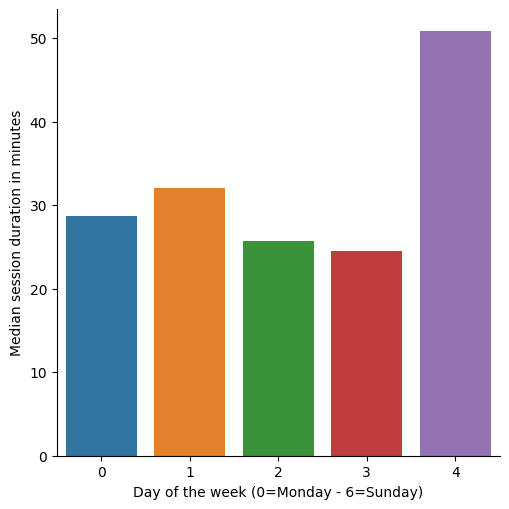 50
40
30
20
10
0
Median session duration in minutes
0 1 2 3 4
Day of the week (0=Monday - 6=Sunday)